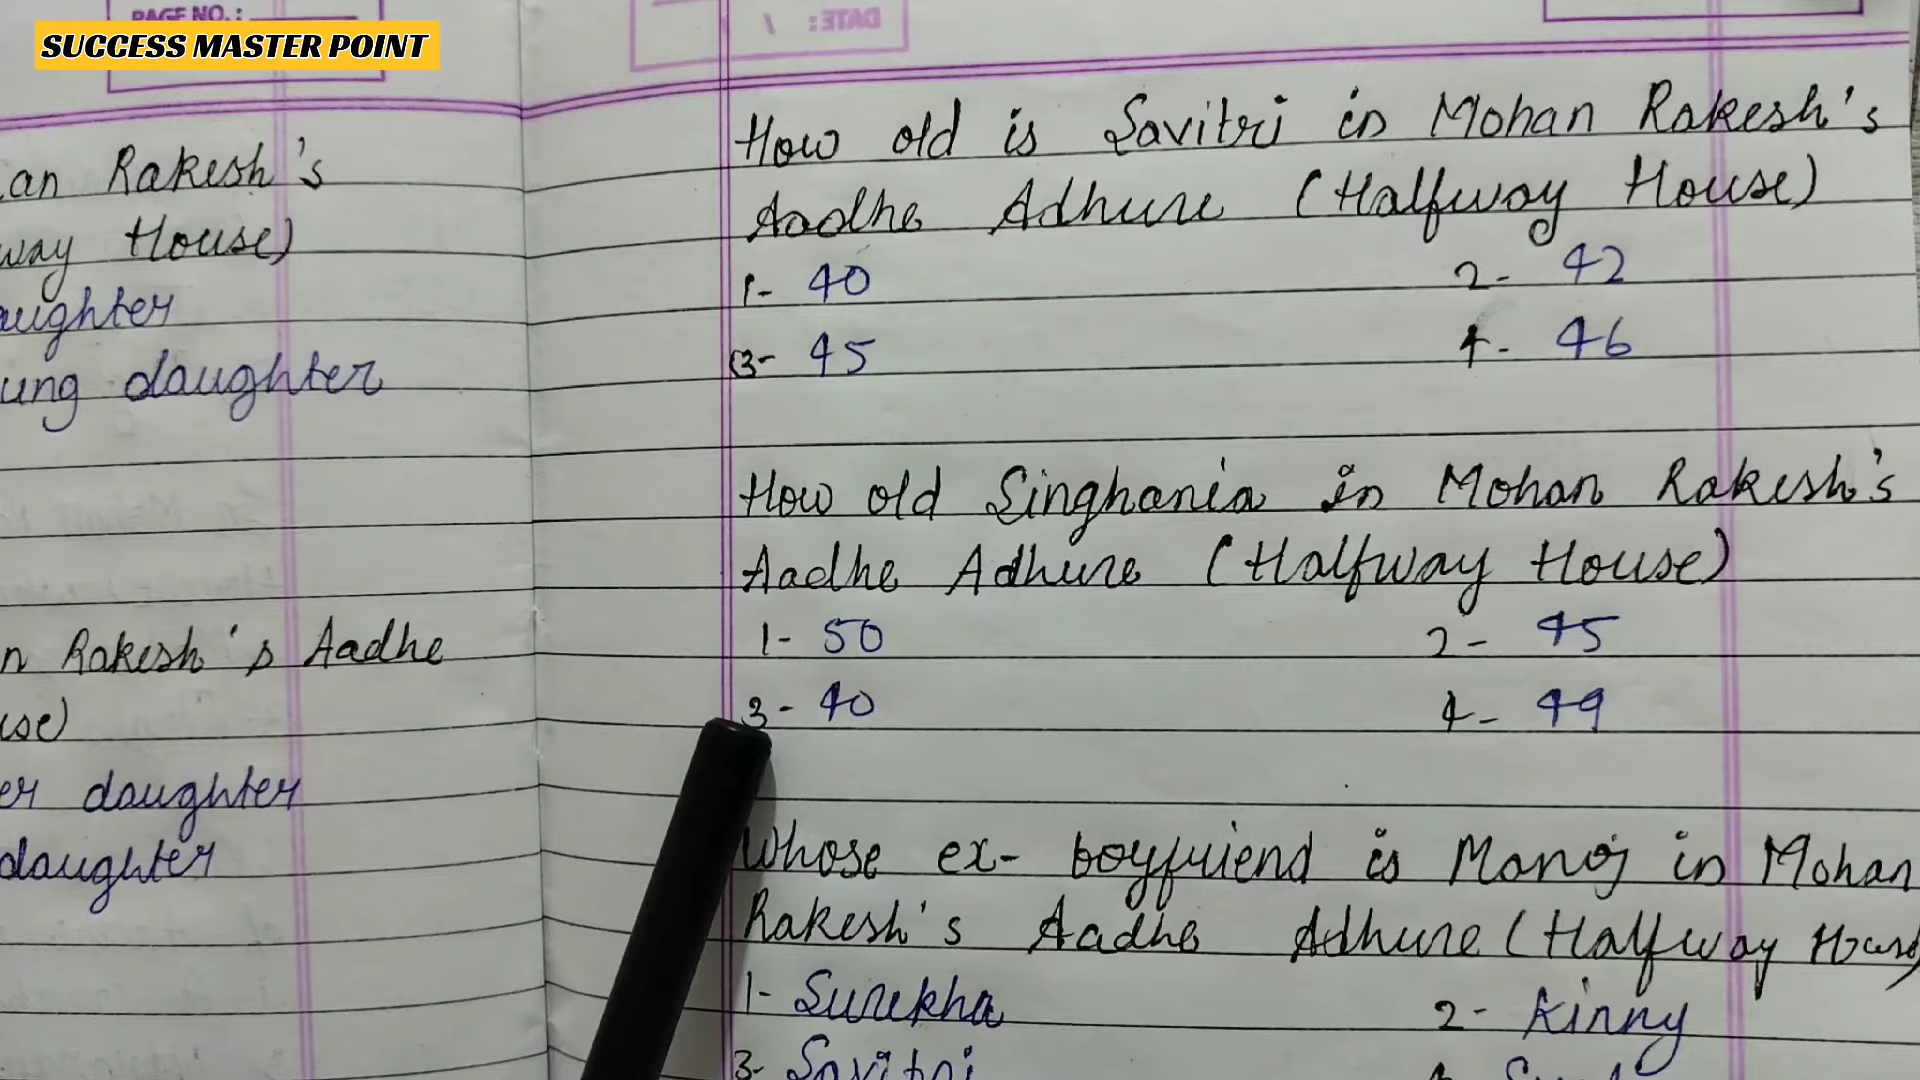 PAGE NO.:
SUCCESS MASTER POINT
DATE: /
an Rakesh's
way House)
aughter
ung daughter
n Rakesh's Aadhe
use)
er daughter
daughter
How old is Savitri in Mohan Rakesh's
Aadhe Adhure (Halfway House)
1- 40 2- 42
3- 45 4- 46
How old Singhania in Mohan Rakesh's
Aadhe Adhure (Halfway House)
1- 50 2- 45
3- 40 4- 49
Whose ex-boyfriend is Manoj in Mohan
Rakesh's Aadhe Adhure (Halfway House)
1- Surekha 2- Kinny
3- Savitri